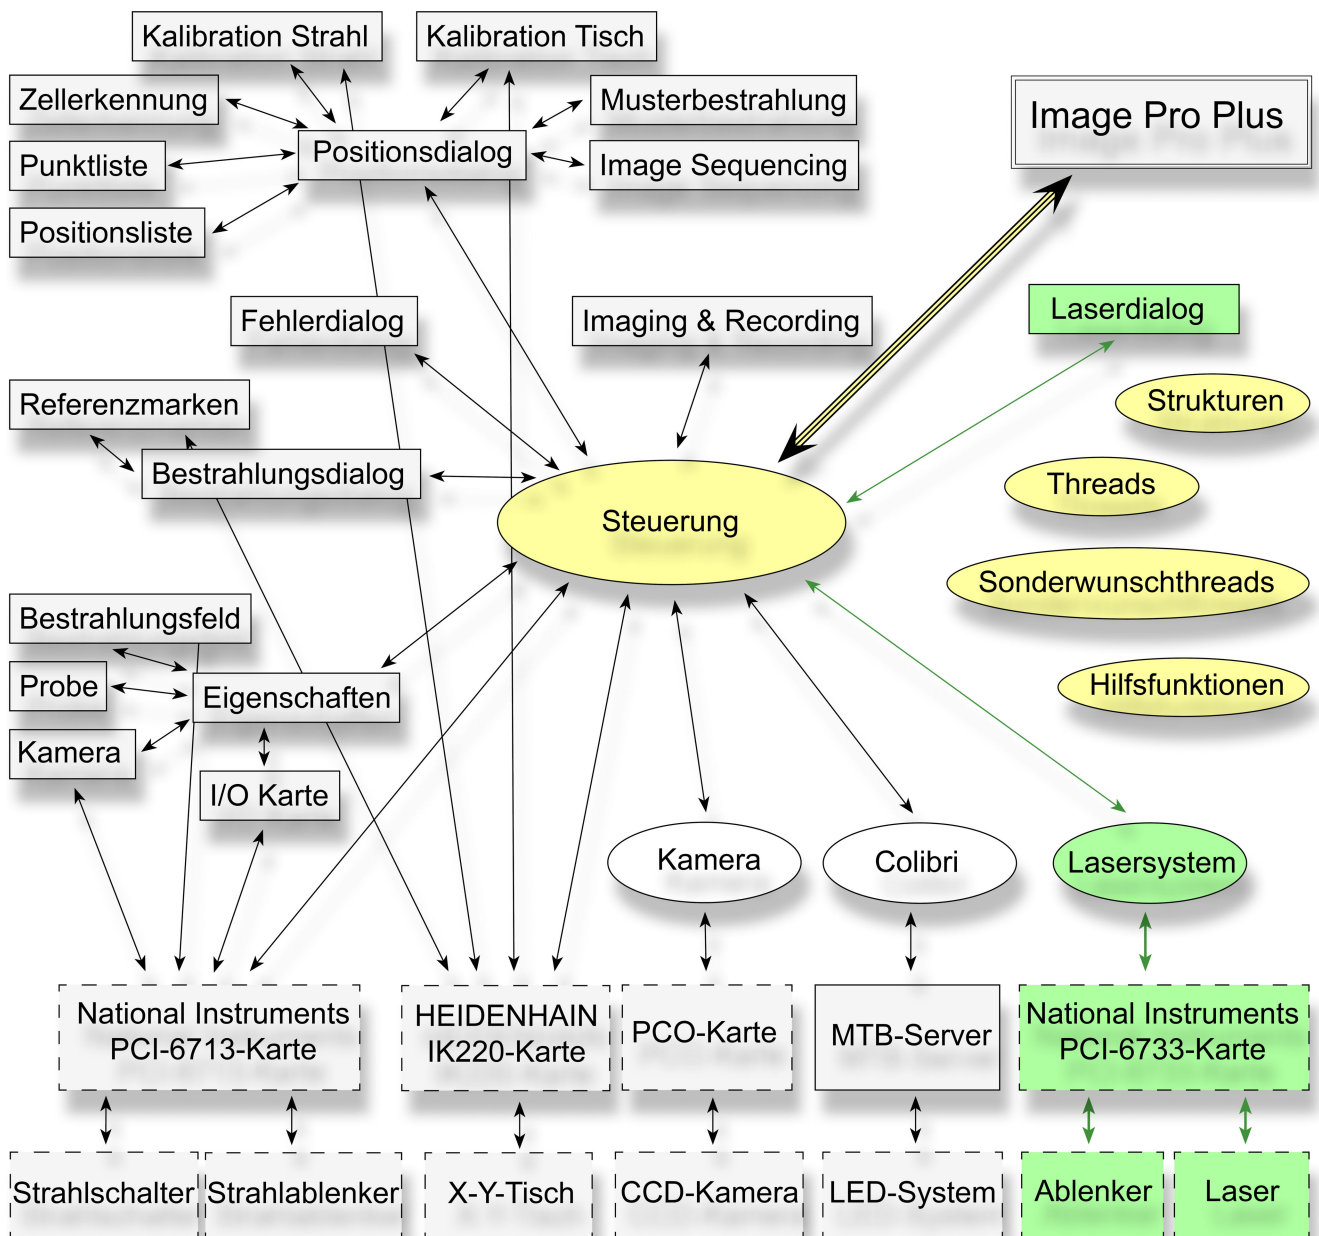 Kalibration Strahl
Kalibration Tisch
Zellerkennung
Musterbestrahlung
Image Pro Plus
Positionsdialog
Punktliste
Image Sequencing
Positionsliste
Laserdialog
Fehlerdialog
Imaging & Recording
Referenzmarken
Strukturen
Bestrahlungsdialog
Threads
Steuerung
Sonderwunschthreads
Bestrahlungsfeld
Probe
Eigenschaften
Hilfsfunktionen
Kamera
I/O Karte
Kamera
Colibri
Lasersystem
National Instruments
PCI-6713-Karte
HEIDENHAIN
IK220-Karte
PCO-Karte
MTB-Server
National Instruments
PCI-6733-Karte
Strahlschalter
Strahlablenker
X-Y-Tisch
CCD-Kamera
LED-System
Ablenker
Laser